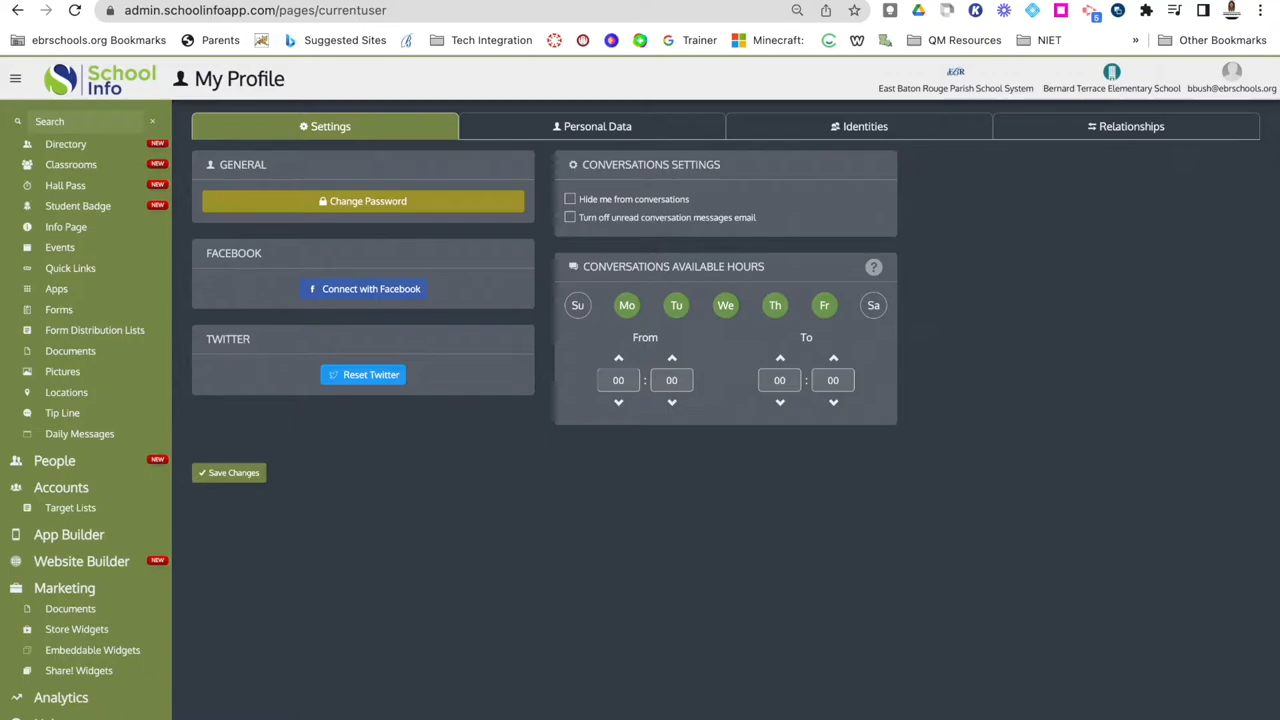 admin.schoolinfoapp.com/pages/currentuser
5
ebrschools.org Bookmarks
Parents
Suggested Sites
Tech Integration
Trainer
Minecraft:
QM Resources
NIET
»
Other Bookmarks
School
Info
My Profile
East Baton Rouge Parish School System
Bernard Terrace Elementary School
bbush@ebrschools.org
Search
Directory NEW
Classrooms NEW
Hall Pass NEW
Student Badge NEW
Info Page
Events
Quick Links
Apps
Forms
Form Distribution Lists
Documents
Pictures
Locations
Tip Line
Daily Messages
People NEW
Accounts
Target Lists
App Builder
Website Builder NEW
Marketing
Documents
Store Widgets
Embeddable Widgets
Share! Widgets
Analytics
Settings
Personal Data
Identities
Relationships
GENERAL
Change Password
FACEBOOK
Connect with Facebook
TWITTER
Reset Twitter
Save Changes
CONVERSATIONS SETTINGS
Hide me from conversations
Turn off unread conversation messages email
CONVERSATIONS AVAILABLE HOURS ?
Su Mo Tu We Th Fr Sa
From To
00 : 00 00 : 00